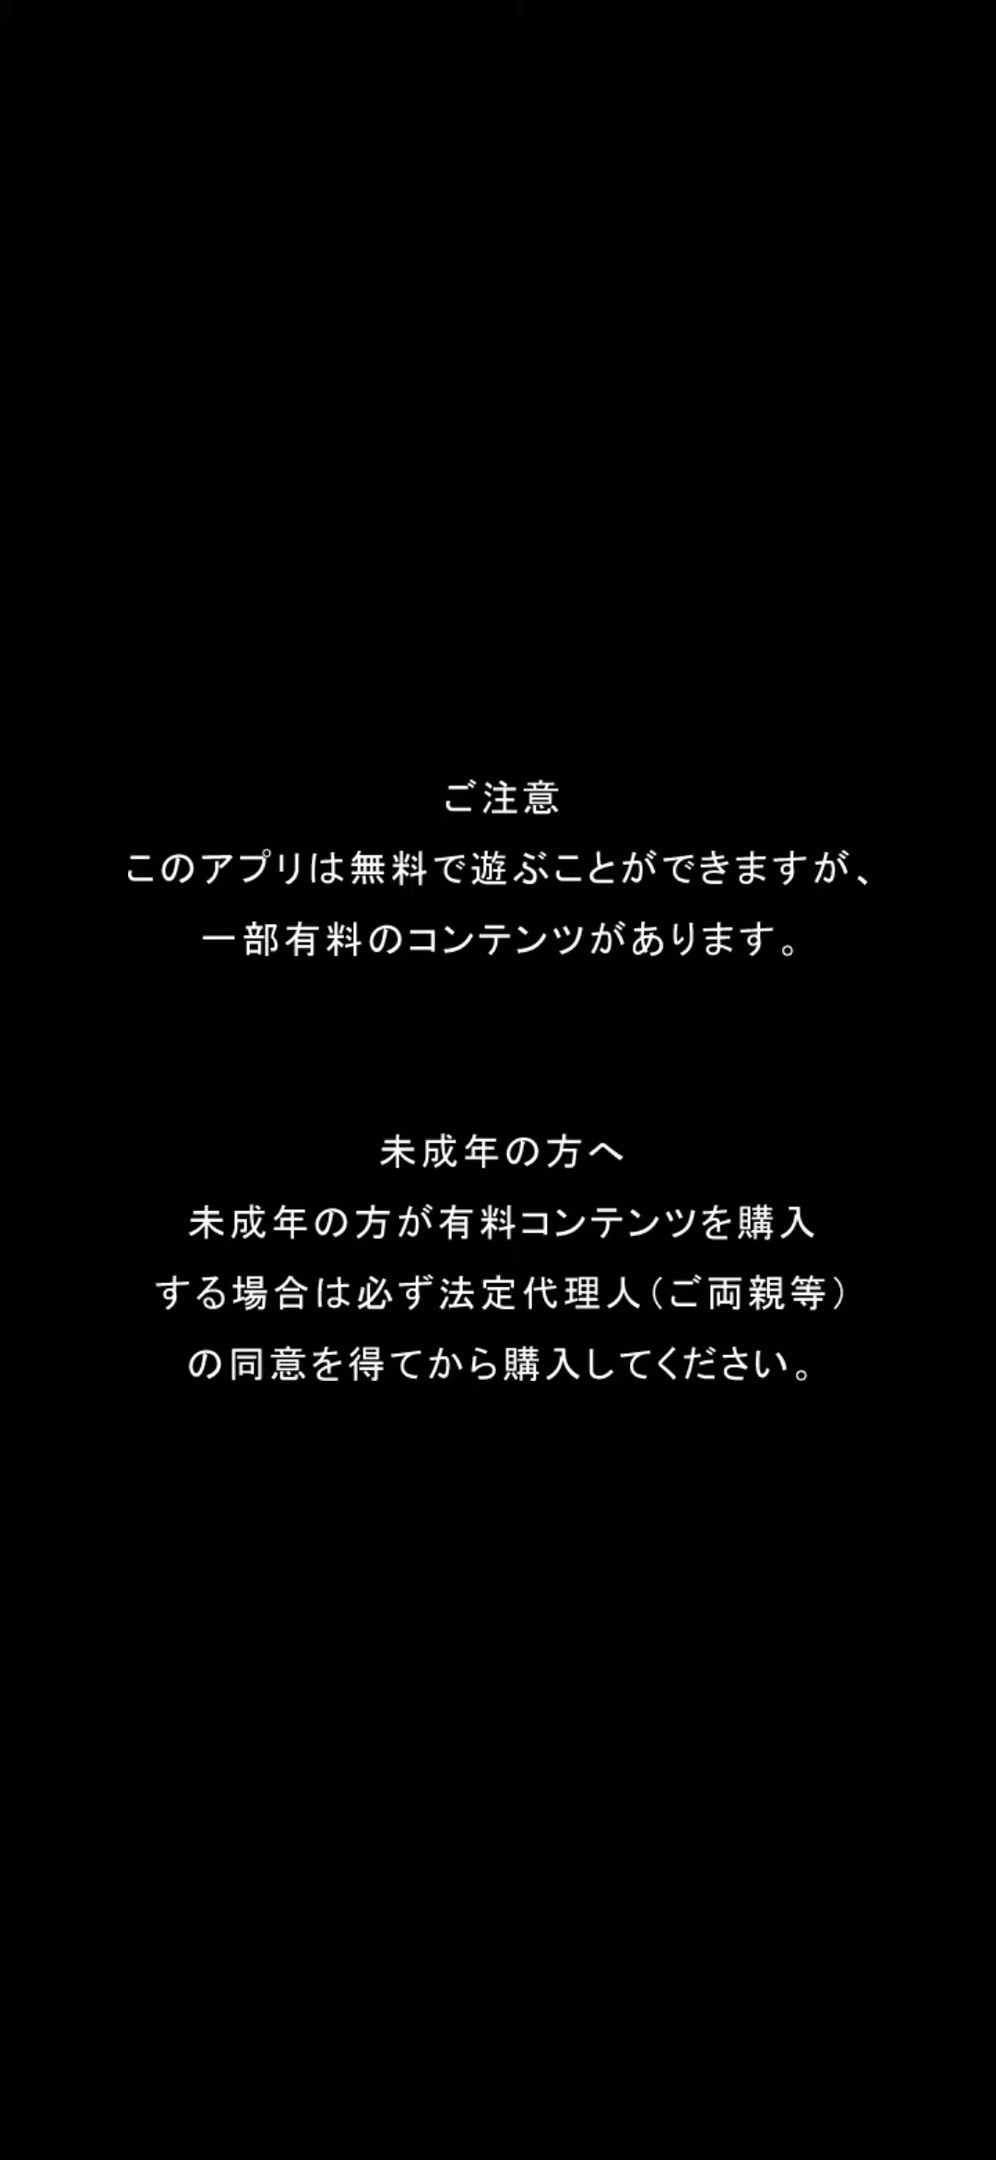 ご注意
このアプリは無料で遊ぶことができますが、
一部有料のコンテンツがあります。
未成年の方へ
未成年の方が有料コンテンツを購入
する場合は必ず法定代理人（ご両親等）
の同意を得てから購入してください。